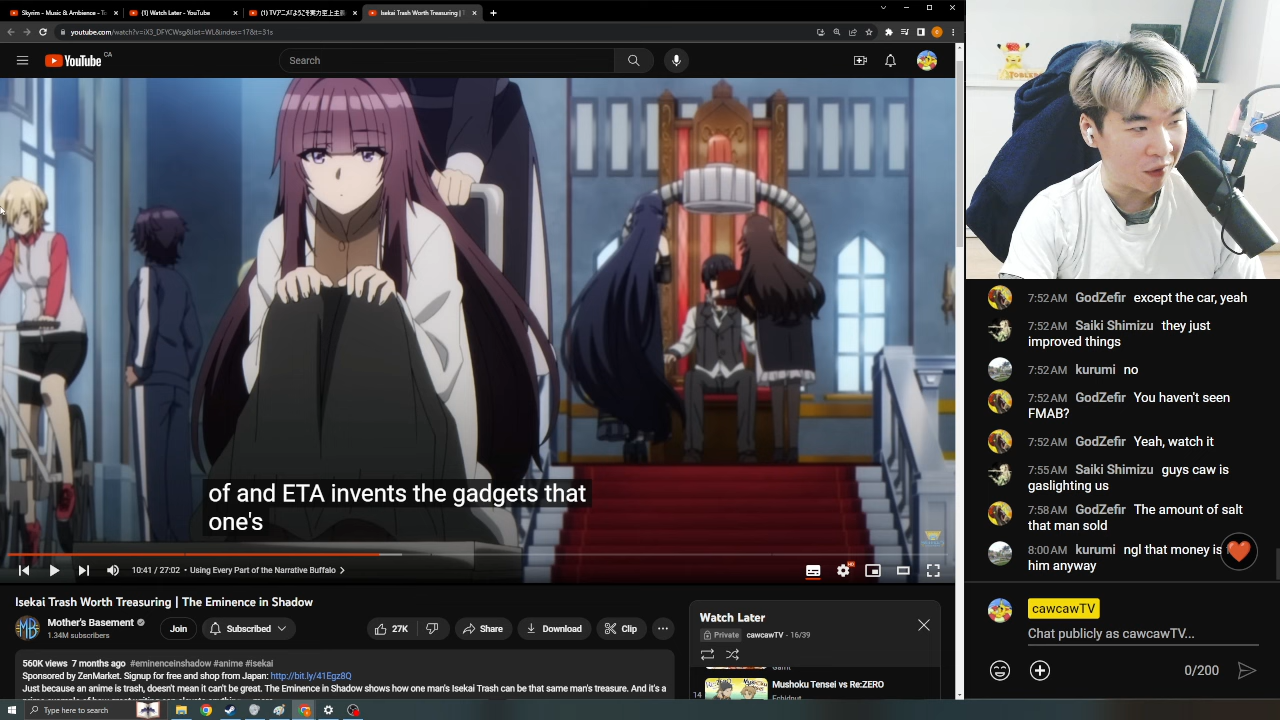 Skyrim - Music & Ambience - Ta
(1) Watch Later - YouTube
(1) TVアニメ『ようこそ実力至上主義
Isekai Trash Worth Treasuring | T
youtube.com/watch?v=iX3_DFYCWsg&list=WL&index=17&t=31s
YouTube CA
Search
of and ETA invents the gadgets that
one's
10:41 / 27:02 • Using Every Part of the Narrative Buffalo
HD
Isekai Trash Worth Treasuring | The Eminence in Shadow
Mother's Basement
1.34M subscribers
Join
Subscribed
27K
Share
Download
Clip
560K views 7 months ago #eminenceinshadow #anime #isekai
Sponsored by ZenMarket. Signup for free and shop from Japan: http://bit.ly/41Egz8Q
Just because an anime is trash, doesn't mean it can't be great. The Eminence in Shadow shows how one man's Isekai Trash can be that same man's treasure. And it's a
Watch Later
Private cawcawTV - 16/39
14
Mushoku Tensei vs Re:ZERO
7:52 AM GodZefir except the car, yeah
7:52 AM Saiki Shimizu they just
improved things
7:52 AM kurumi no
7:52 AM GodZefir You haven't seen
FMAB?
7:52 AM GodZefir Yeah, watch it
7:55 AM Saiki Shimizu guys caw is
gaslighting us
7:58 AM GodZefir The amount of salt
that man sold
8:00 AM kurumi ngl that money is
him anyway
cawcawTV
Chat publicly as cawcawTV...
0/200
Type here to search